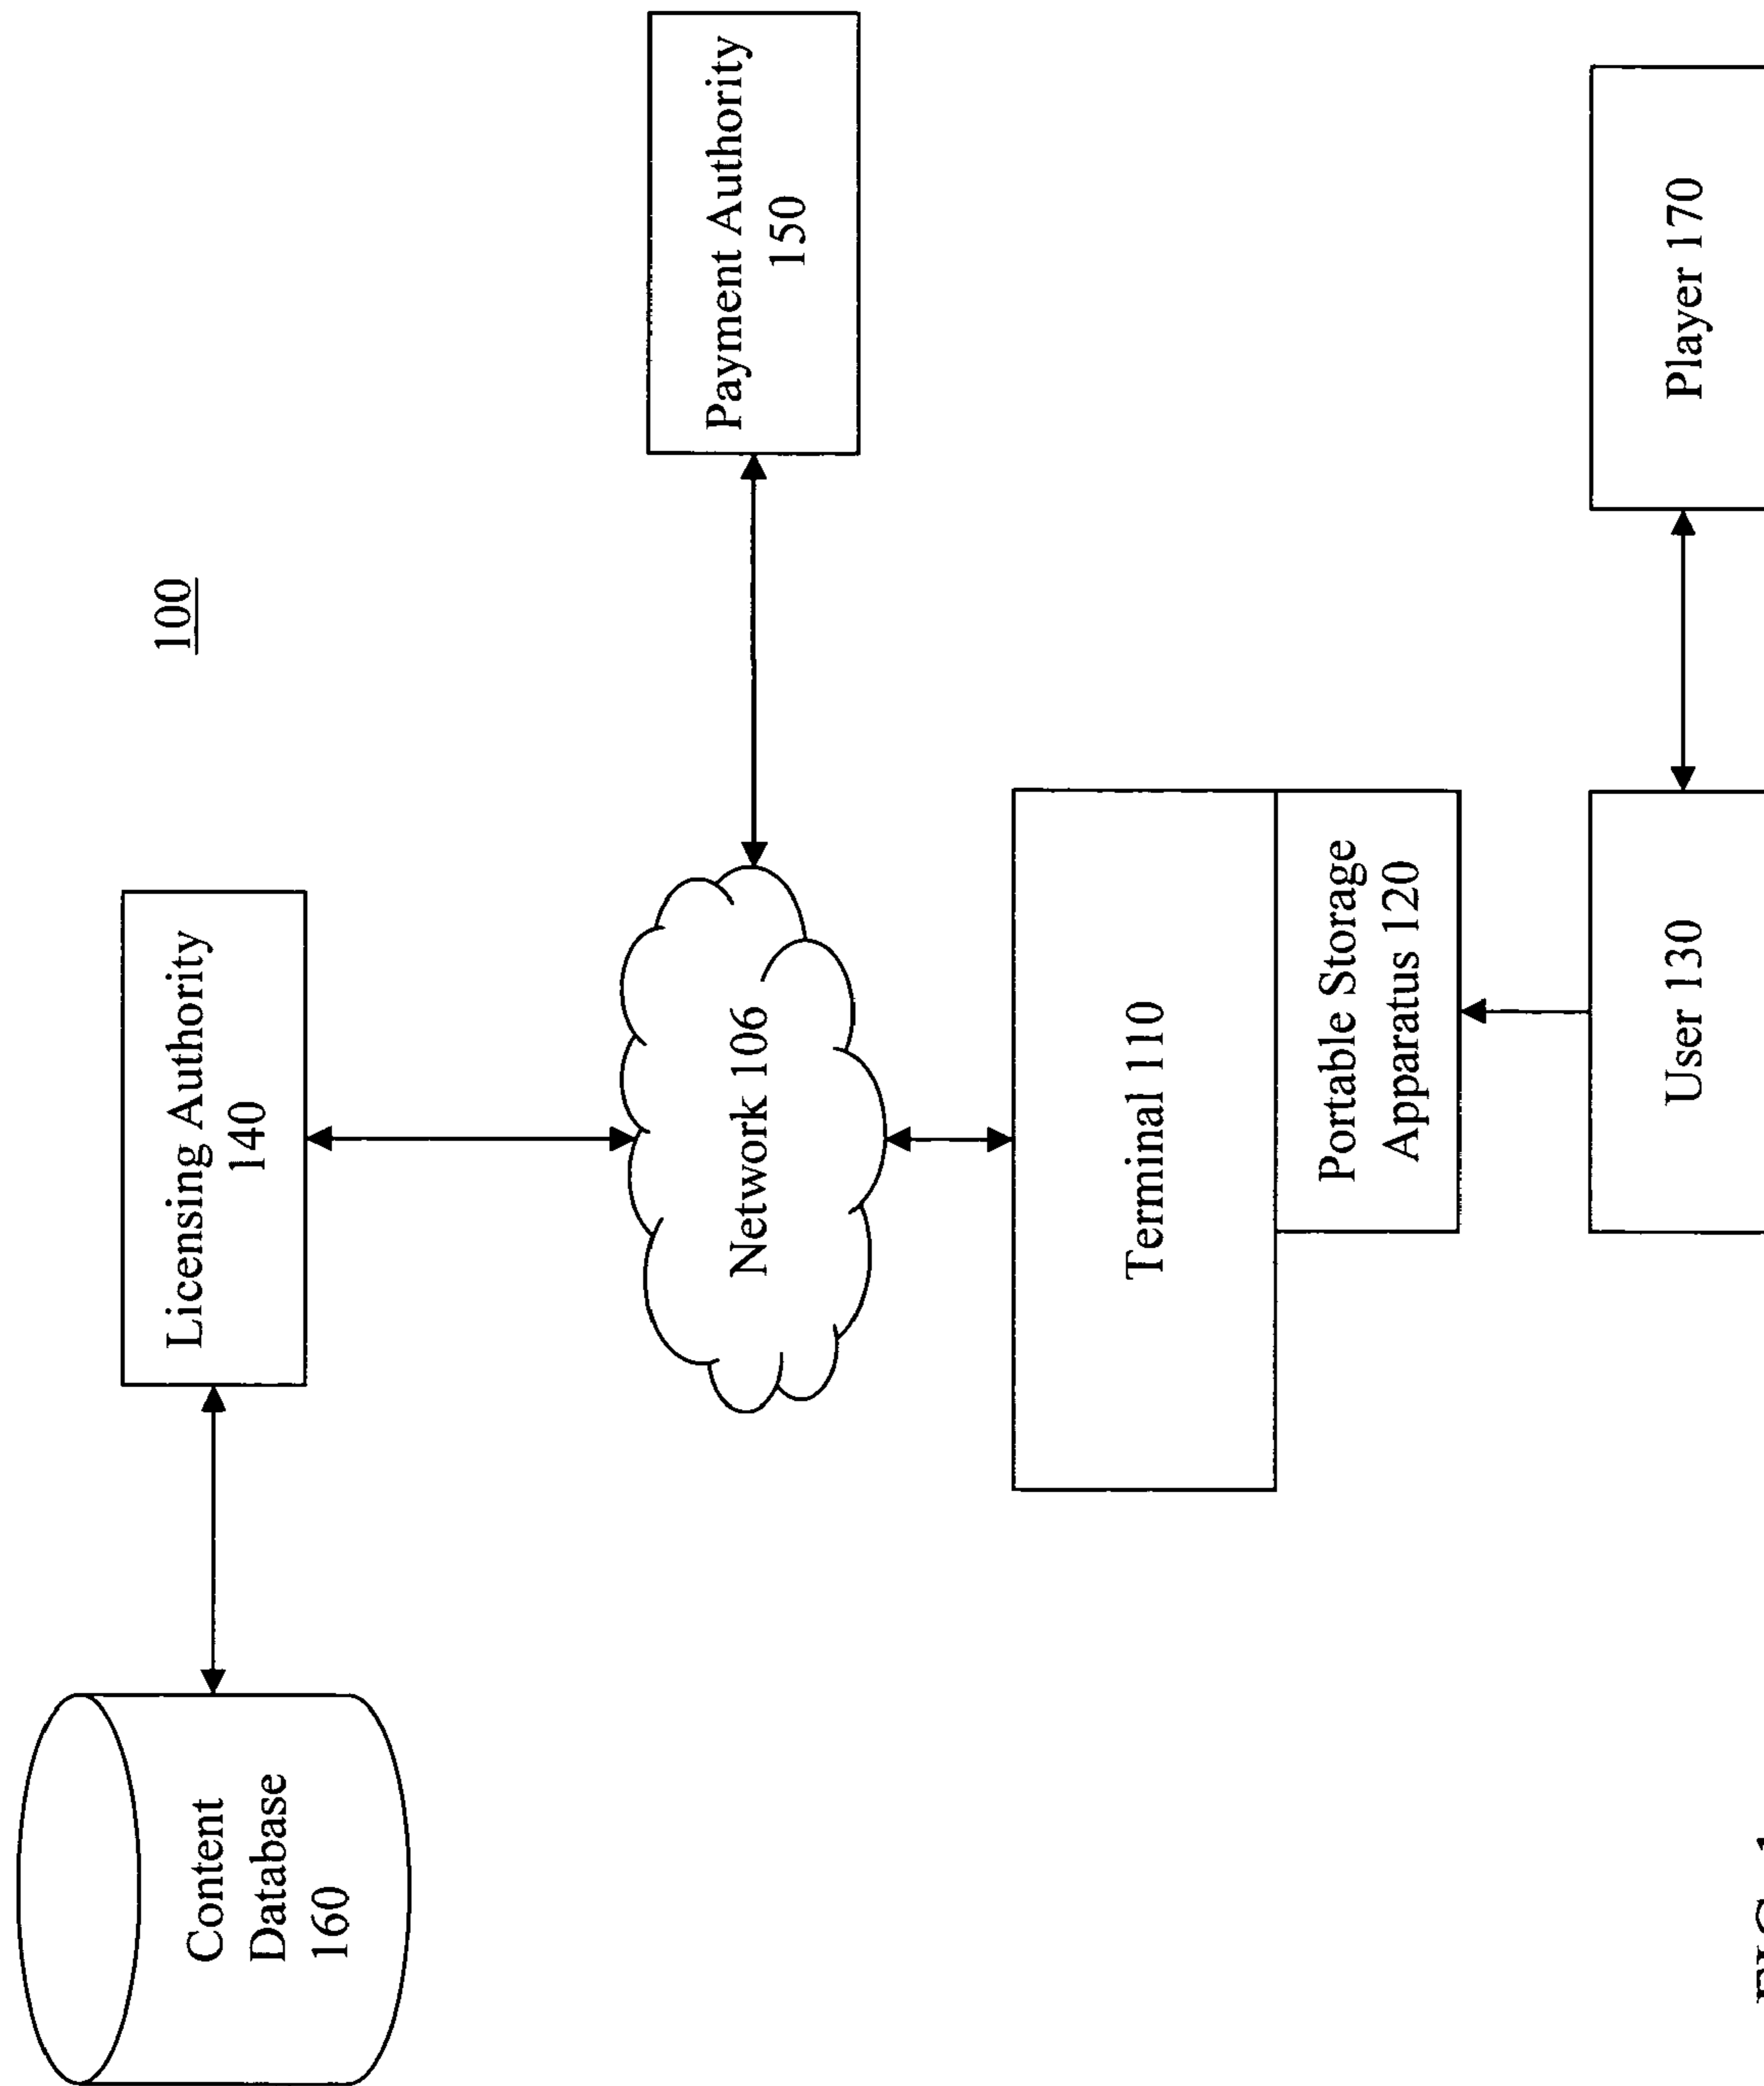 100
Content
Database
160
Licensing Authority
140
Network 106
Payment Authority
150
Terminal 110
Portable Storage
Apparatus 120
User 130
Player 170